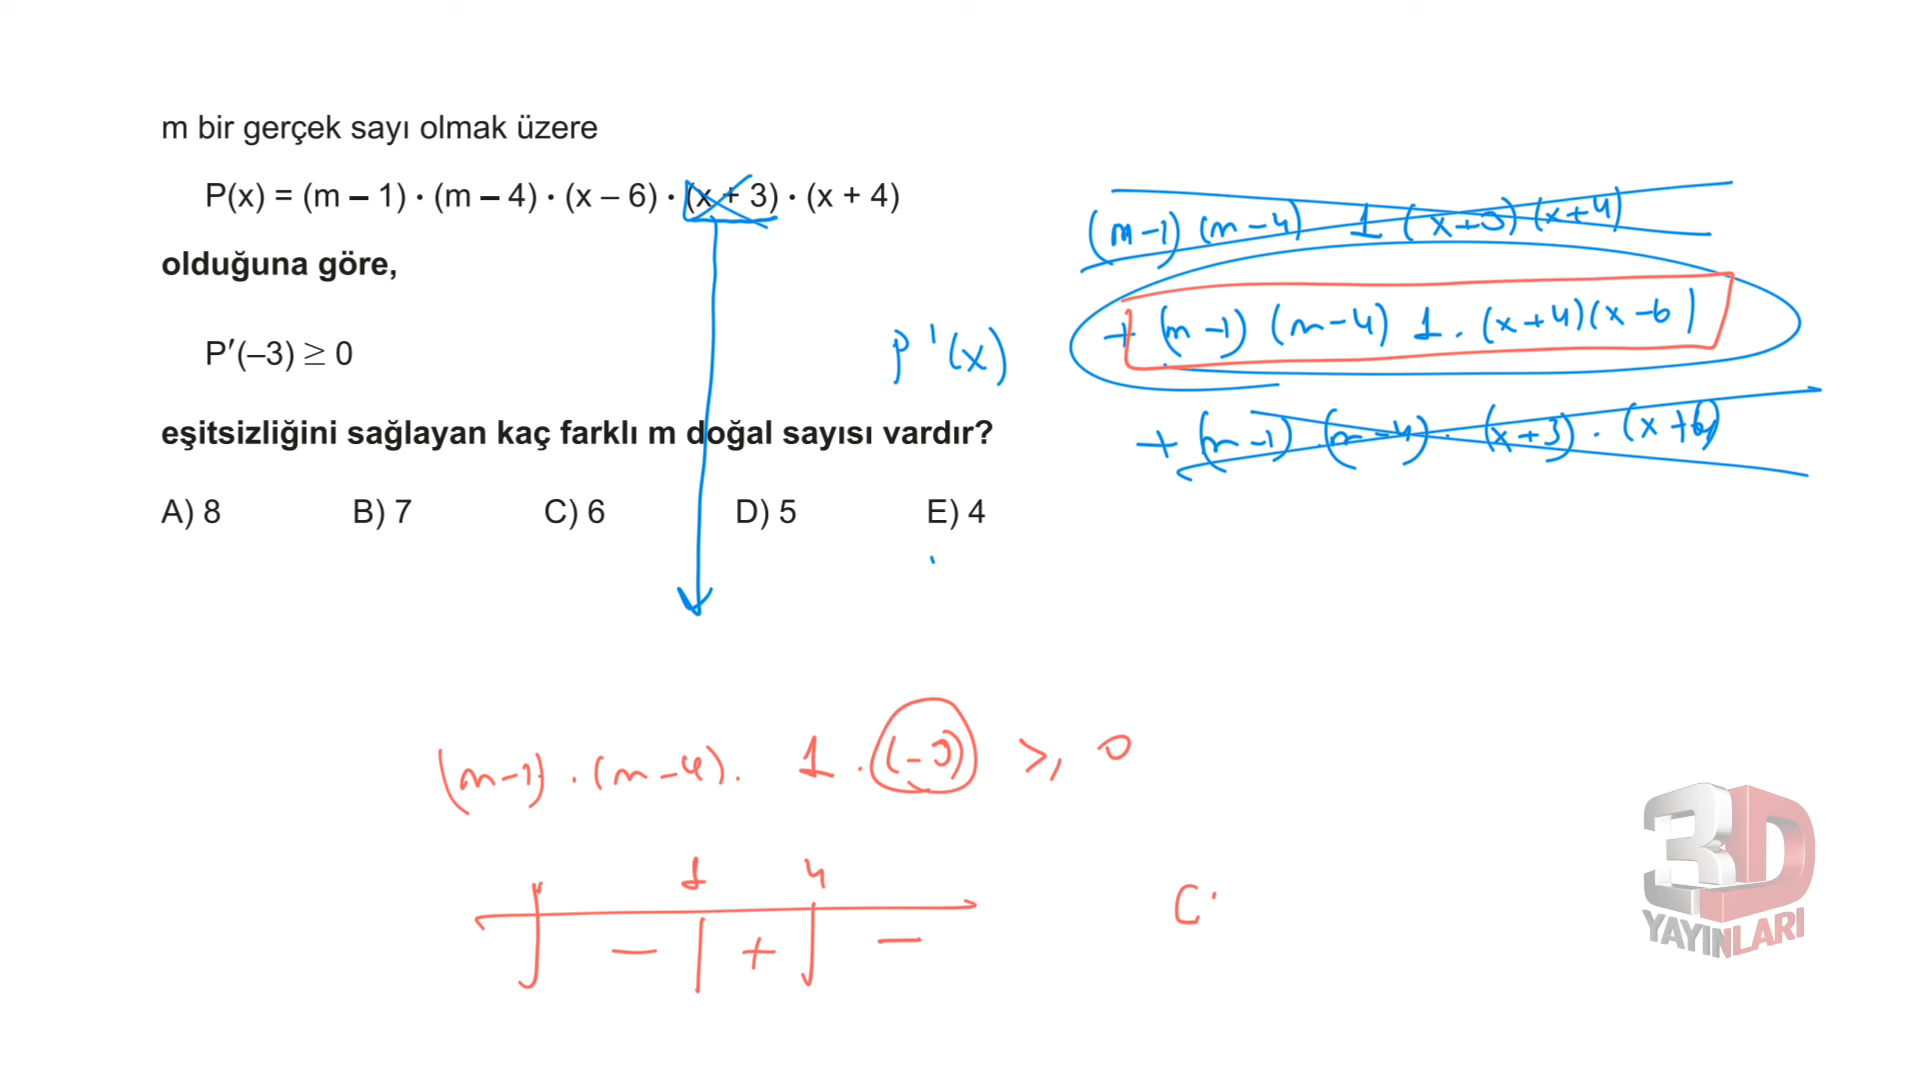 m bir gerçek sayı olmak üzere
P(x) = (m – 1) · (m – 4) · (x – 6) · (x + 3) · (x + 4)
olduğuna göre,
P′(–3) ≥ 0
eşitsizliğini sağlayan kaç farklı m doğal sayısı vardır?
A) 8 B) 7 C) 6 D) 5 E) 4
(m-1) (m-4) 1 (x+3) (x+4)
P'(x) + (m-1) (m-4) 1 . (x+4)(x-6)
+ (m-1) . (m-4) . (x+3) . (x+6)
(m-1) . (m-4) . 1 . (-9) ≥ 0
1 4
- + -
3D
YAYINLARI